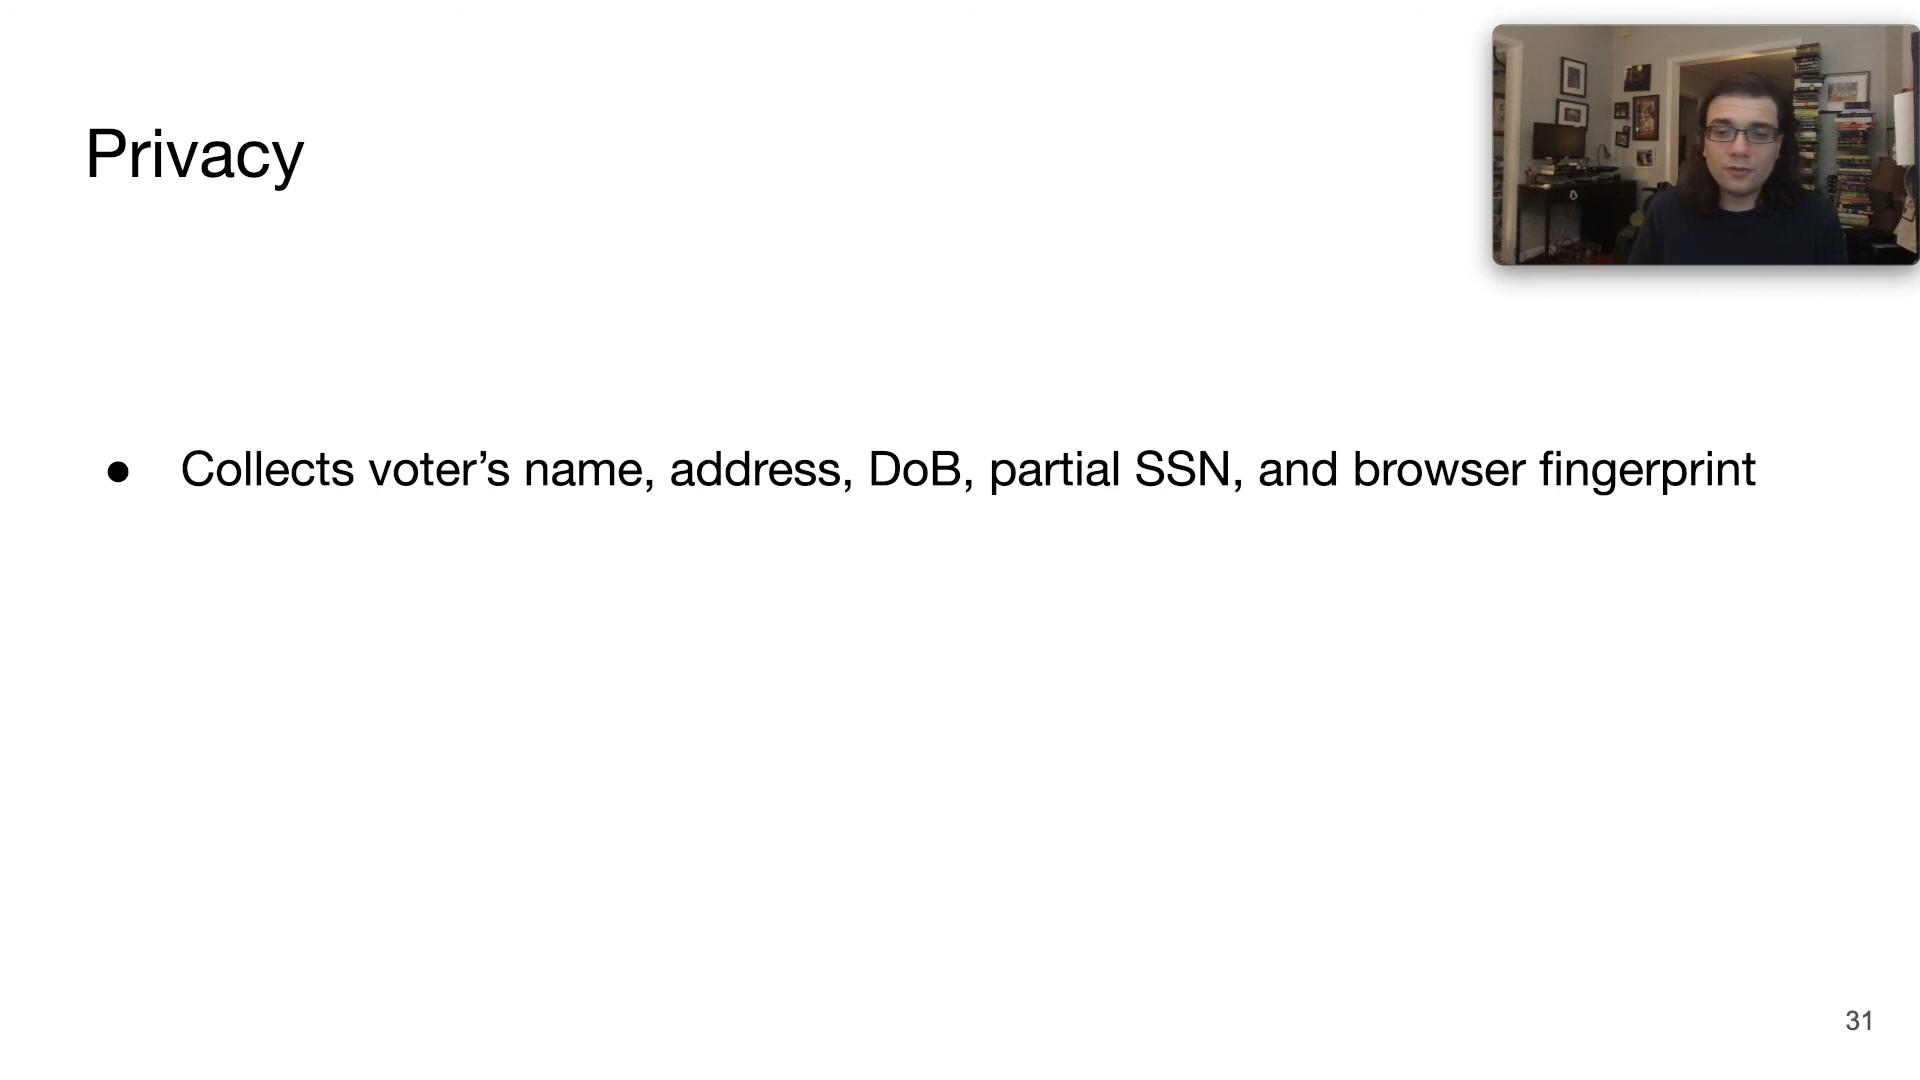 Privacy
● Collects voter’s name, address, DoB, partial SSN, and browser fingerprint
31